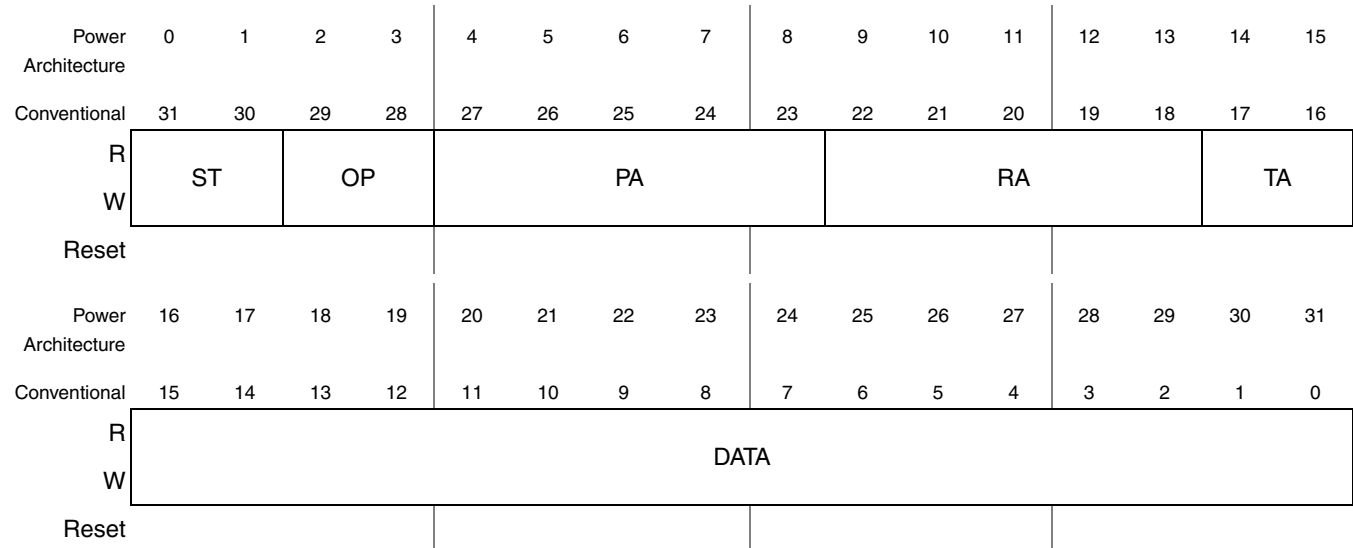 Power Architecture 0 1 2 3 4 5 6 7 8 9 10 11 12 13 14 15
Conventional 31 30 29 28 27 26 25 24 23 22 21 20 19 18 17 16
R
ST OP PA RA TA
W
Reset
Power Architecture 16 17 18 19 20 21 22 23 24 25 26 27 28 29 30 31
Conventional 15 14 13 12 11 10 9 8 7 6 5 4 3 2 1 0
R
DATA
W
Reset